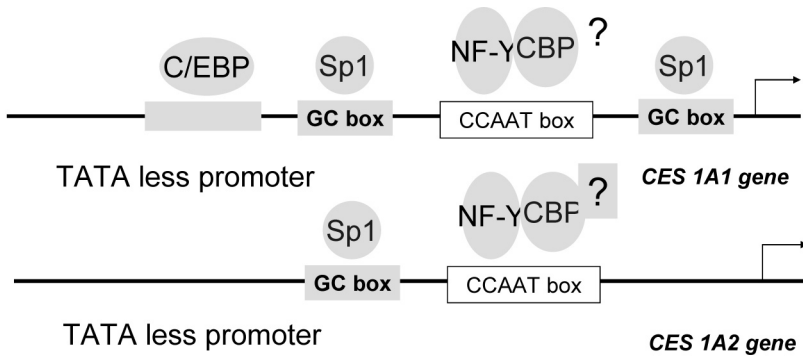 C/EBP
Sp1
NF-Y
CBP
?
Sp1
GC box
CCAAT box
GC box
TATA less promoter
CES 1A1 gene
Sp1
NF-Y
CBP
?
GC box
CCAAT box
TATA less promoter
CES 1A2 gene